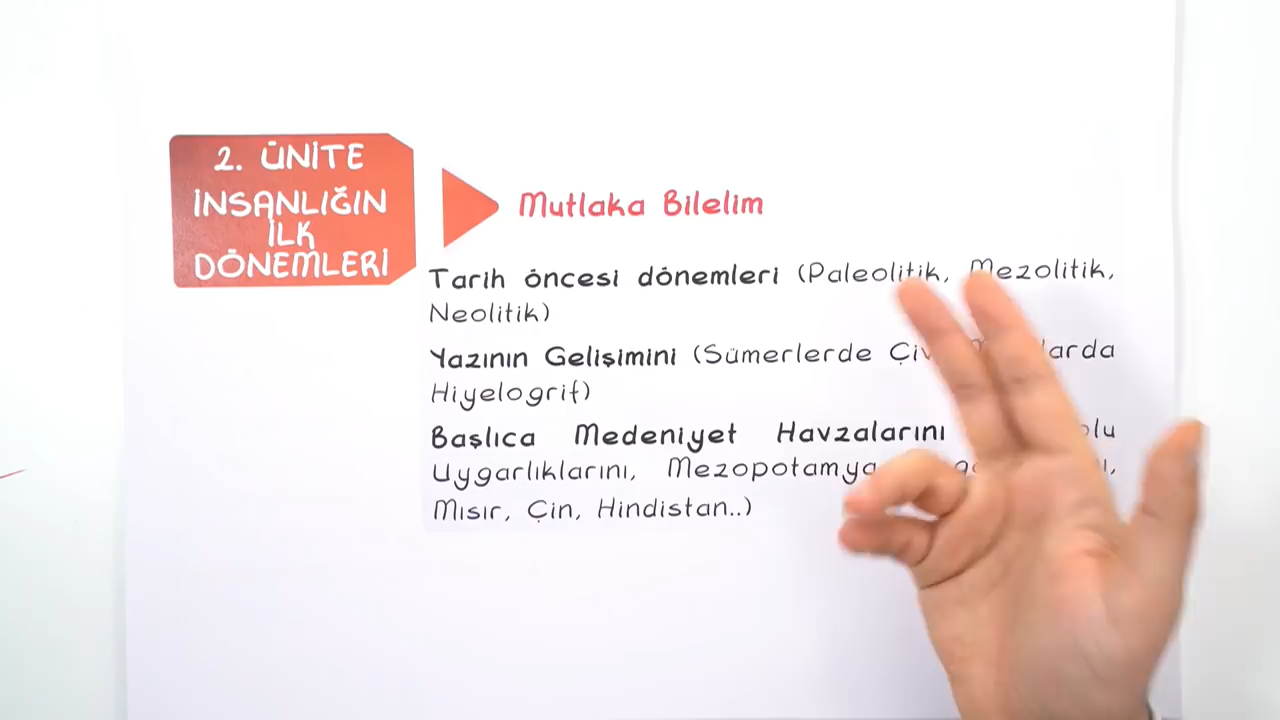 2. ÜNİTE
İNSANLIĞIN
İLK
DÖNEMLERİ
Mutlaka Bilelim
Tarih öncesi dönemleri (Paleolitik, Mezolitik,
Neolitik)
Yazının Gelişimini (Sümerlerde
Hiyelogrif)
Başlıca Medeniyet Havzalarını
Uygarlıklarını, Mezopotamya
Mısır, Çin, Hindistan..)